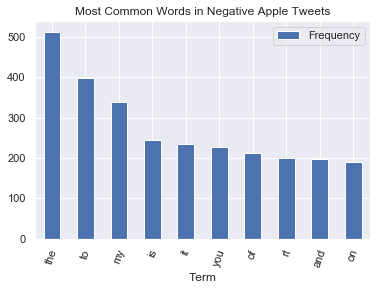 Most Common Words in Negative Apple Tweets
Frequency
500
400
300
200
100
0
the to my is it you of rt and on
Term